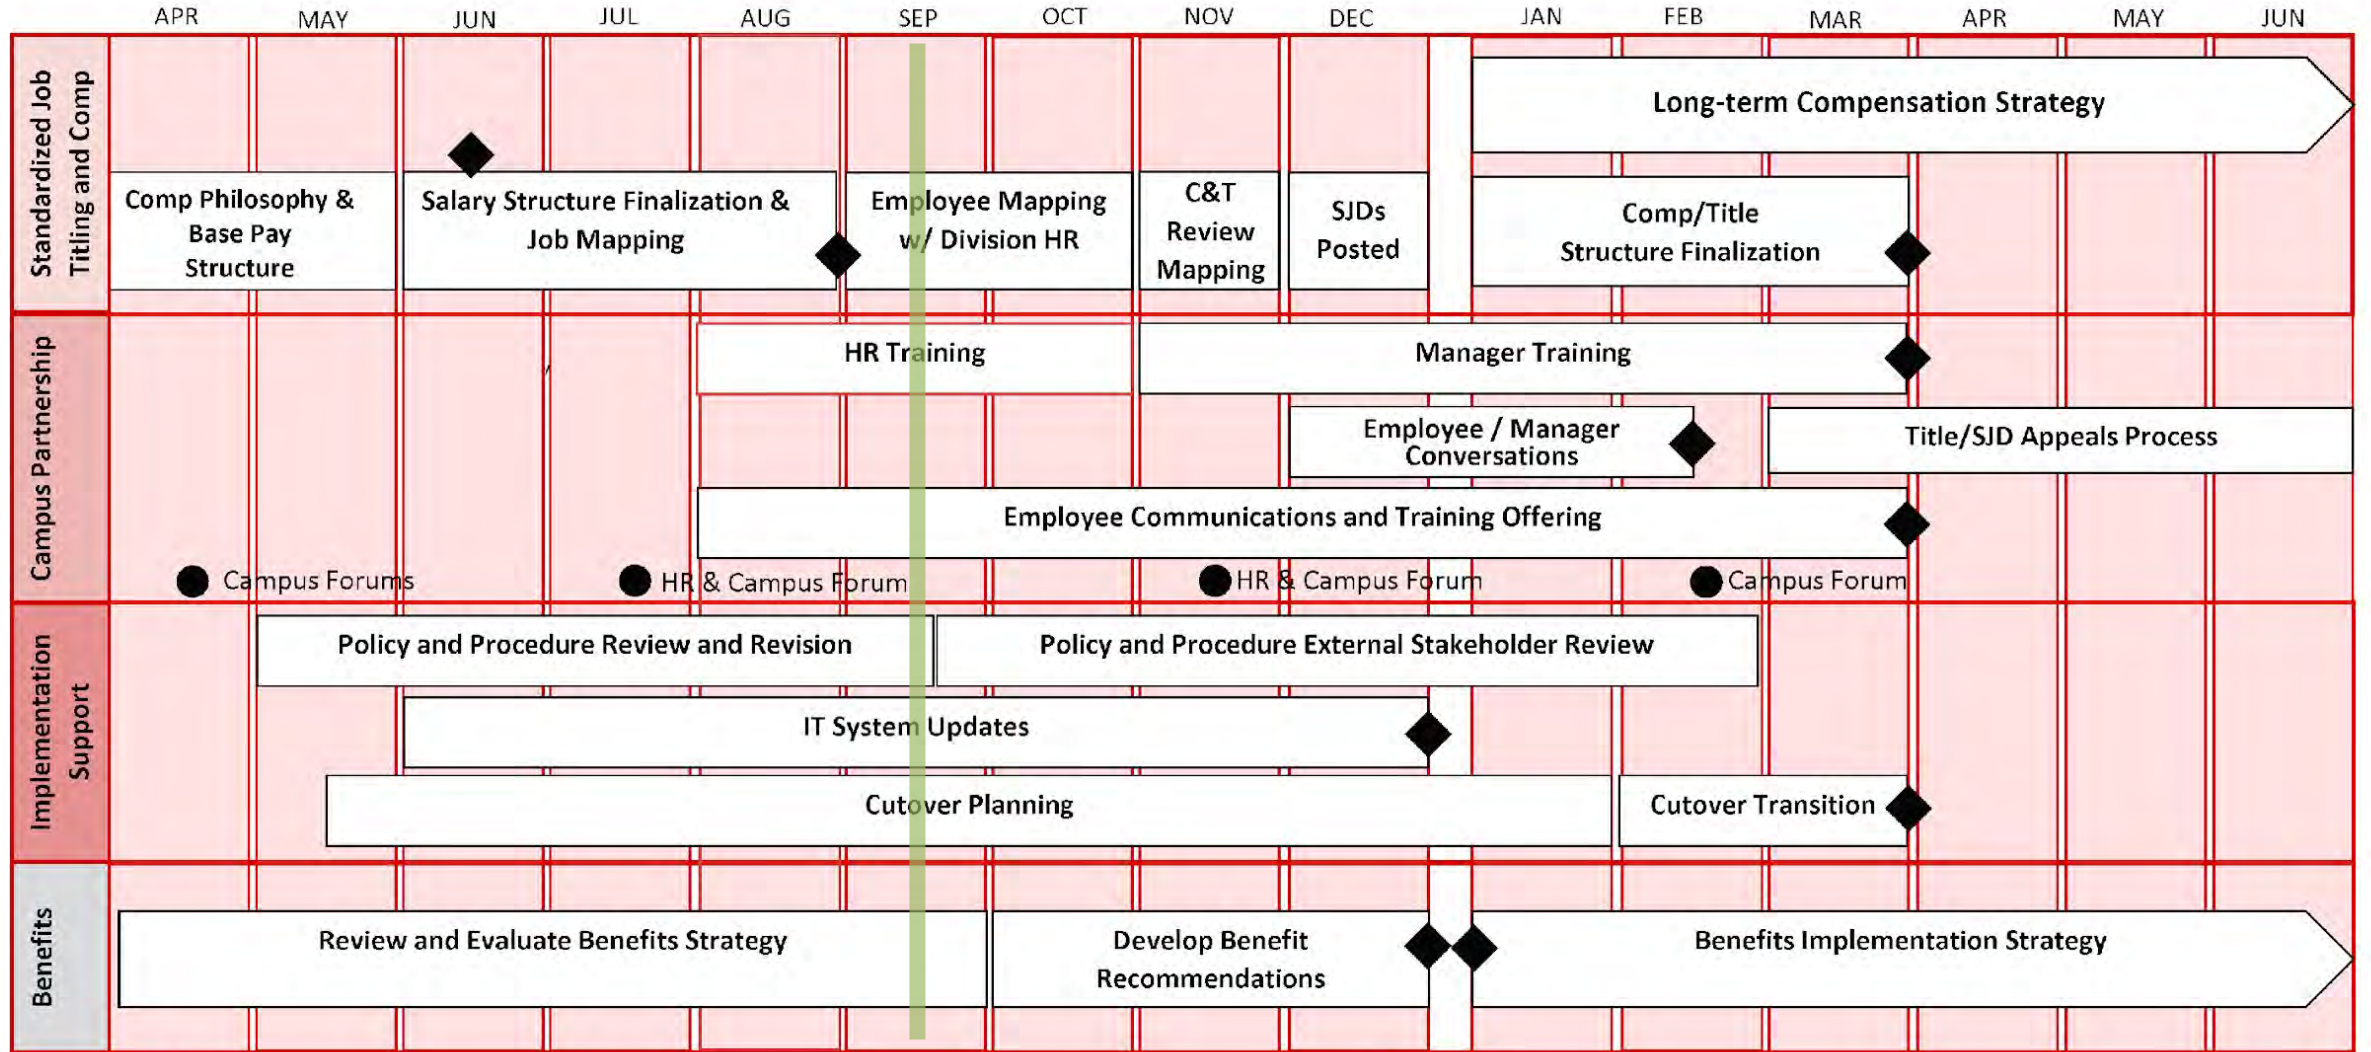 APR MAY JUN JUL AUG SEP OCT NOV DEC JAN FEB MAR APR MAY JUN
Standardized Job
Titling and Comp
Long-term Compensation Strategy
Comp Philosophy &
Base Pay
Structure
Salary Structure Finalization &
Job Mapping
Employee Mapping
w/ Division HR
C&T
Review
Mapping
SJDs
Posted
Comp/Title
Structure Finalization
Campus Partnership
HR Training
Manager Training
Employee / Manager
Conversations
Title/SJD Appeals Process
Employee Communications and Training Offering
Campus Forums
HR & Campus Forum
HR & Campus Forum
Campus Forum
Implementation
Support
Policy and Procedure Review and Revision
Policy and Procedure External Stakeholder Review
IT System Updates
Cutover Planning
Cutover Transition
Benefits
Review and Evaluate Benefits Strategy
Develop Benefit
Recommendations
Benefits Implementation Strategy